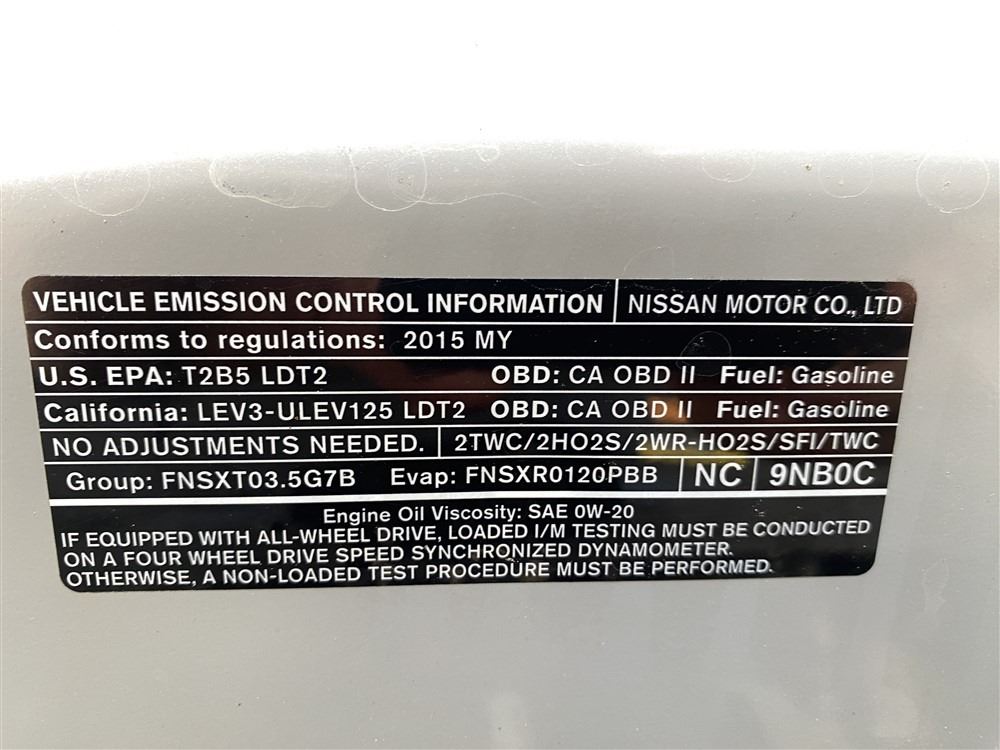 VEHICLE EMISSION CONTROL INFORMATION NISSAN MOTOR CO., LTD
Conforms to regulations: 2015 MY
U.S. EPA: T2B5 LDT2 OBD: CA OBD II Fuel: Gasoline
California: LEV3-ULEV125 LDT2 OBD: CA OBD II Fuel: Gasoline
NO ADJUSTMENTS NEEDED. 2TWC/2HO2S/2WR-HO2S/SFI/TWC
Group: FNSXT03.5G7B Evap: FNSXR0120PBB NC 9NB0C
Engine Oil Viscosity: SAE 0W-20
IF EQUIPPED WITH ALL-WHEEL DRIVE, LOADED I/M TESTING MUST BE CONDUCTED
ON A FOUR WHEEL DRIVE SPEED SYNCHRONIZED DYNAMOMETER.
OTHERWISE, A NON-LOADED TEST PROCEDURE MUST BE PERFORMED.